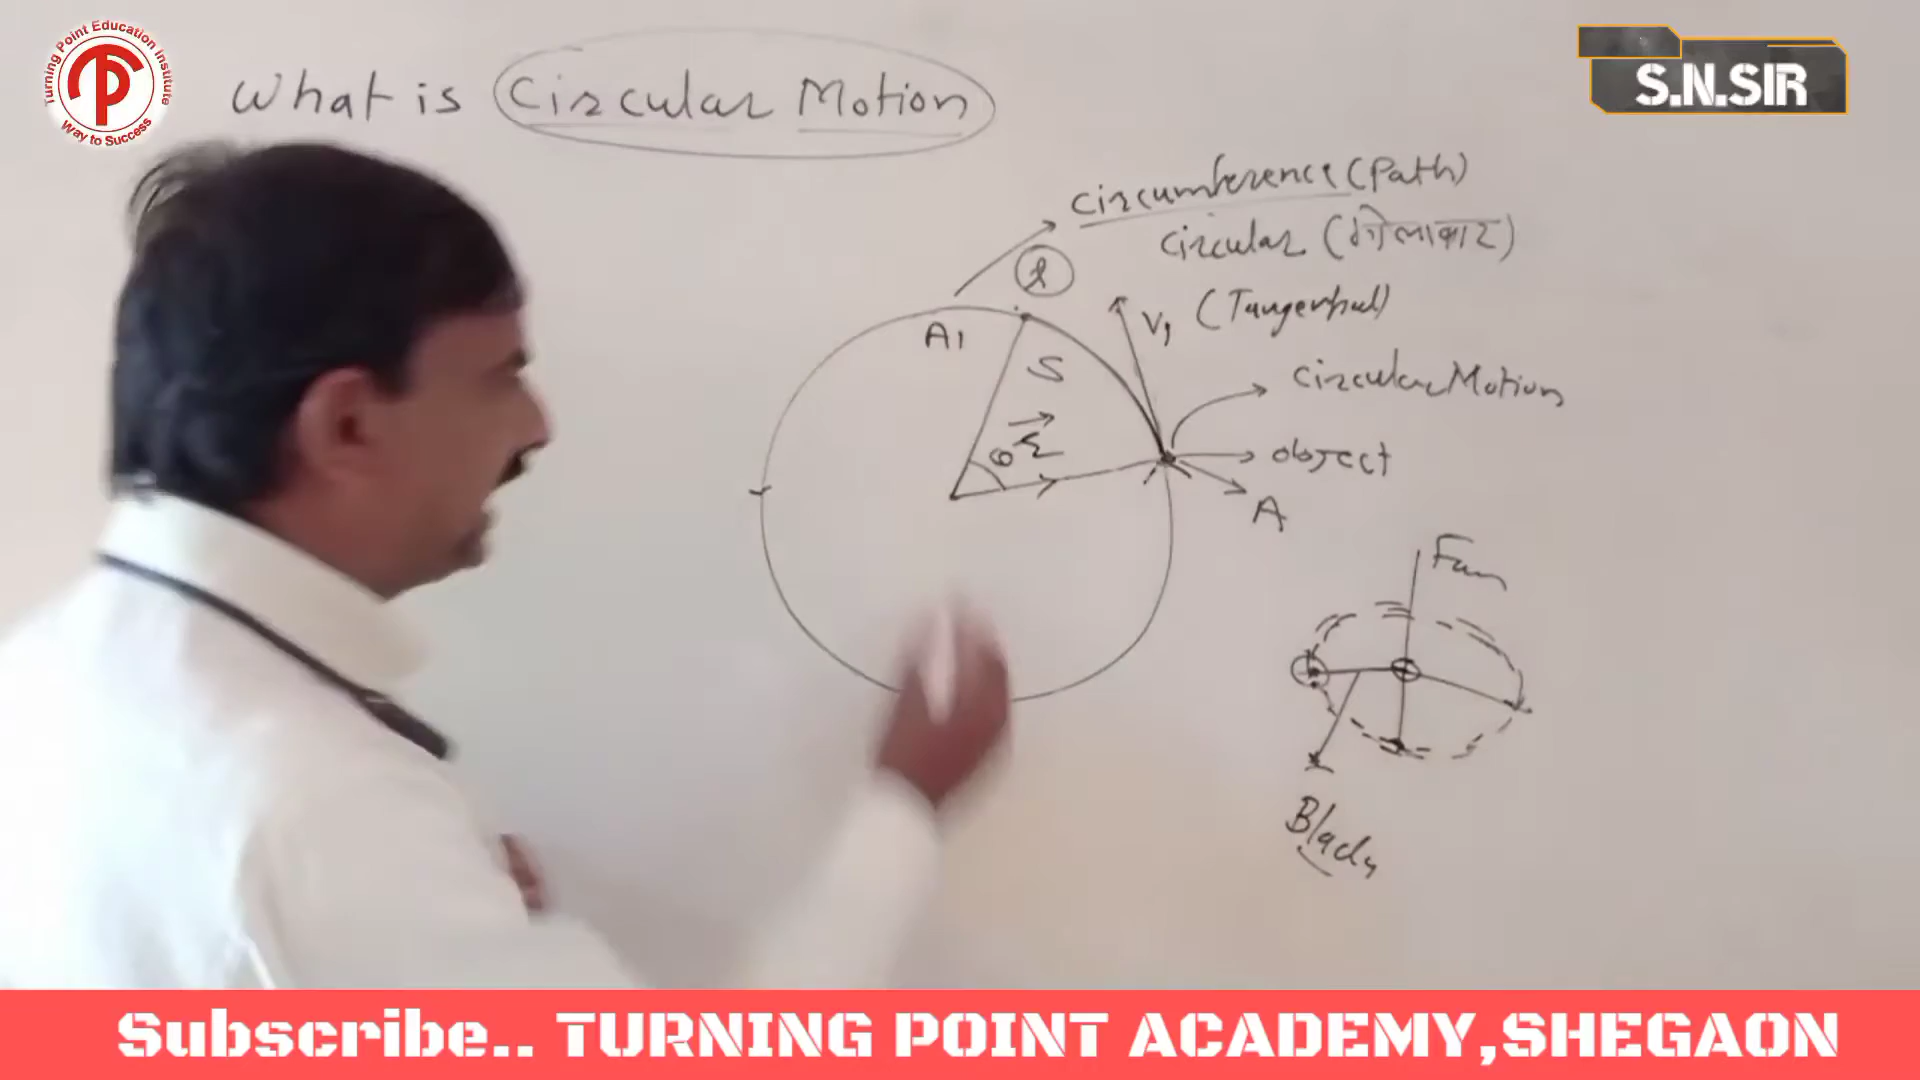 Turning Point Education Institute
TP
Way to Success
S.N.SIR
What is Circular Motion
circumference (Path)
circular (गोलाकार)
A1
S
V1 (Tangential)
circular Motion
θ
r
object
A
Fan
Subscribe.. TURNING POINT ACADEMY,SHEGAON